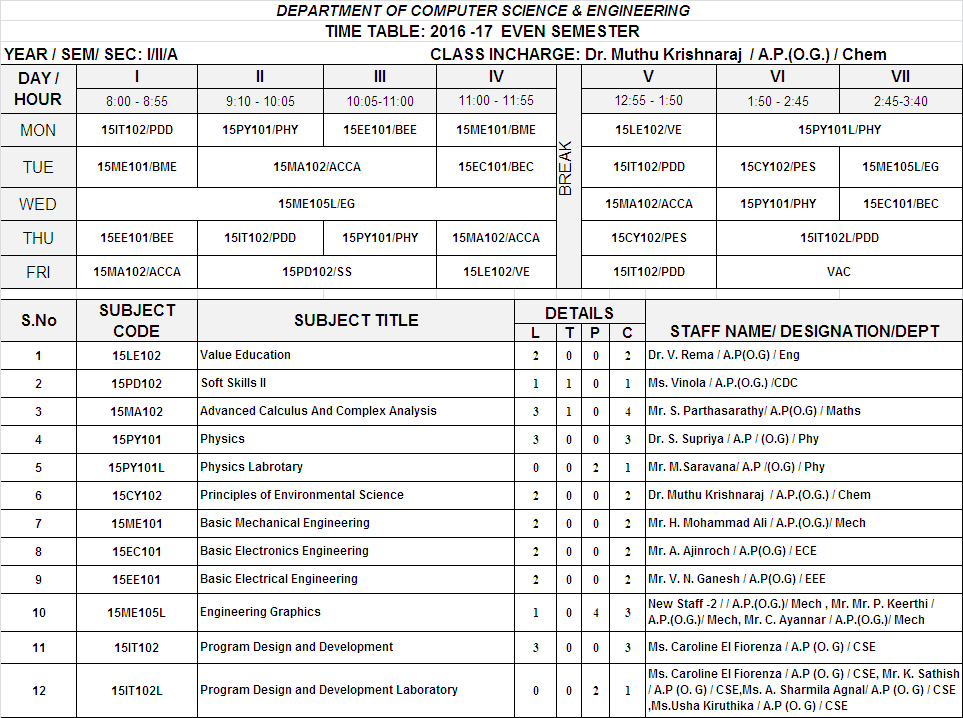 DEPARTMENT OF COMPUTER SCIENCE & ENGINEERING
TIME TABLE: 2016 -17 EVEN SEMESTER
YEAR / SEM/ SEC: I/II/A CLASS INCHARGE: Dr. Muthu Krishnaraj / A.P.(O.G.) / Chem
DAY / HOUR I II III IV BREAK V VI VII
8:00 - 8:55 9:10 - 10:05 10:05-11:00 11:00 - 11:55 12:55 - 1:50 1:50 - 2:45 2:45-3:40
MON 15IT102/PDD 15PY101/PHY 15EE101/BEE 15ME101/BME 15LE102/VE 15PY101L/PHY
TUE 15ME101/BME 15MA102/ACCA 15EC101/BEC 15IT102/PDD 15CY102/PES 15ME105L/EG
WED 15ME105L/EG 15MA102/ACCA 15PY101/PHY 15EC101/BEC
THU 15EE101/BEE 15IT102/PDD 15PY101/PHY 15MA102/ACCA 15CY102/PES 15IT102L/PDD
FRI 15MA102/ACCA 15PD102/SS 15LE102/VE 15IT102/PDD VAC
S.No SUBJECT CODE SUBJECT TITLE DETAILS STAFF NAME/ DESIGNATION/DEPT
L T P C
1 15LE102 Value Education 2 0 0 2 Dr. V. Rema / A.P(O.G) / Eng
2 15PD102 Soft Skills II 1 1 0 1 Ms. Vinola / A.P.(O.G.) /CDC
3 15MA102 Advanced Calculus And Complex Analysis 3 1 0 4 Mr. S. Parthasarathy/ A.P(O.G) / Maths
4 15PY101 Physics 3 0 0 3 Dr. S. Supriya / A.P / (O.G) / Phy
5 15PY101L Physics Labrotary 0 0 2 1 Mr. M.Saravana/ A.P /(O.G) / Phy
6 15CY102 Principles of Environmental Science 2 0 0 2 Dr. Muthu Krishnaraj / A.P.(O.G.) / Chem
7 15ME101 Basic Mechanical Engineering 2 0 0 2 Mr. H. Mohammad Ali / A.P.(O.G.)/ Mech
8 15EC101 Basic Electronics Engineering 2 0 0 2 Mr. A. Ajinroch / A.P(O.G) / ECE
9 15EE101 Basic Electrical Engineering 2 0 0 2 Mr. V. N. Ganesh / A.P(O.G) / EEE
10 15ME105L Engineering Graphics 1 0 4 3 New Staff -2 / / A.P.(O.G.)/ Mech , Mr. Mr. P. Keerthi /
A.P.(O.G.)/ Mech, Mr. C. Ayannar / A.P.(O.G.)/ Mech
11 15IT102 Program Design and Development 3 0 0 3 Ms. Caroline El Fiorenza / A.P (O. G) / CSE
12 15IT102L Program Design and Development Laboratory 0 0 2 1 Ms. Caroline El Fiorenza / A.P (O. G) / CSE, Mr. K. Sathish
/ A.P (O. G) / CSE,Ms. A. Sharmila Agnal/ A.P (O. G) / CSE
,Ms.Usha Kiruthika / A.P (O. G) / CSE